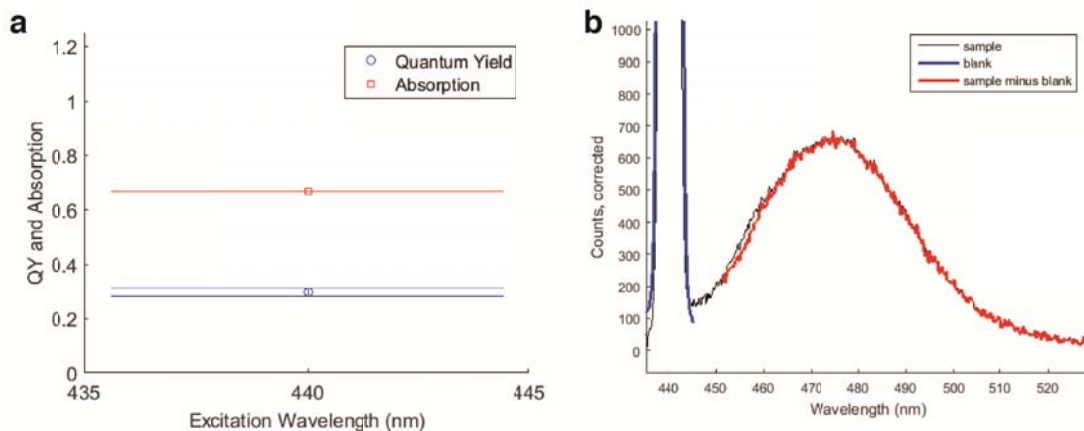 a
1.2
1
0.8
0.6
0.4
0.2
0
QY and Absorption
Quantum Yield
Absorption
435
440
445
Excitation Wavelength (nm)
b
1000
900
800
700
600
500
400
300
200
100
0
Counts, corrected
sample
blank
sample minus blank
440
450
460
470
480
490
500
510
520
Wavelength (nm)